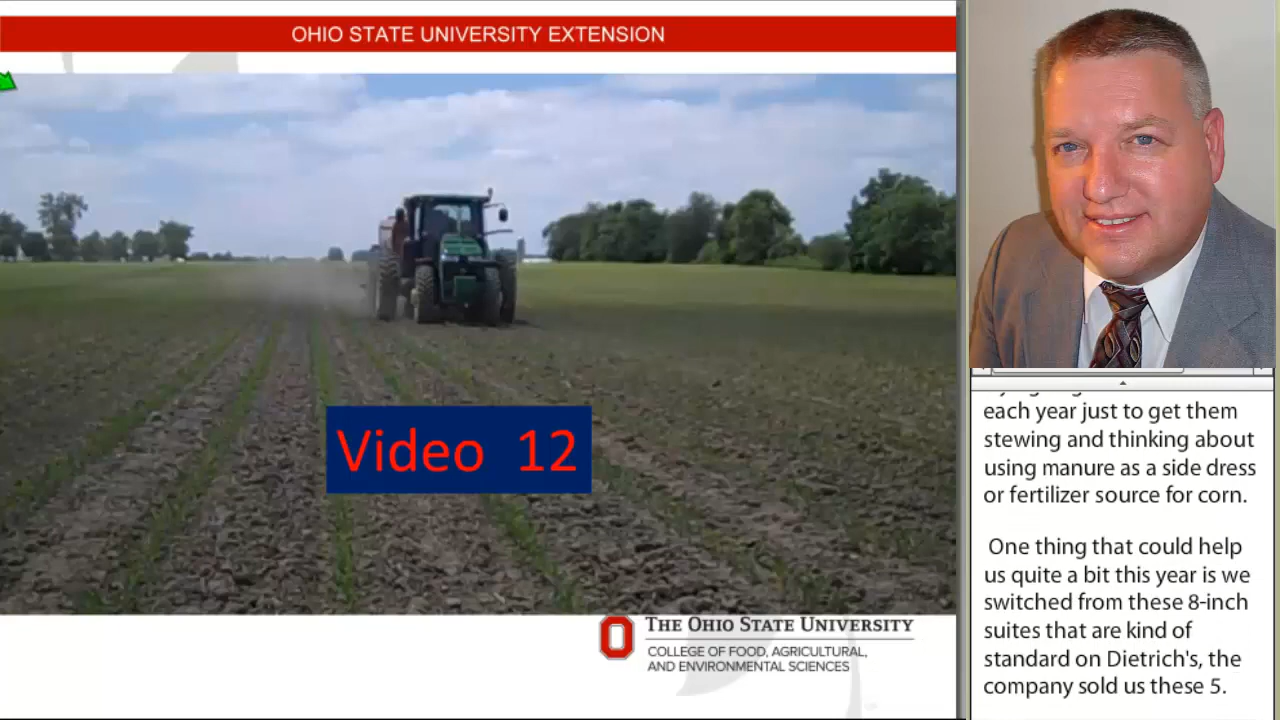 OHIO STATE UNIVERSITY EXTENSION
Video 12
THE OHIO STATE UNIVERSITY
COLLEGE OF FOOD, AGRICULTURAL,
AND ENVIRONMENTAL SCIENCES
each year just to get them
stewing and thinking about
using manure as a side dress
or fertilizer source for corn.
One thing that could help
us quite a bit this year is we
switched from these 8-inch
suites that are kind of
standard on Dietrich's, the
company sold us these 5.